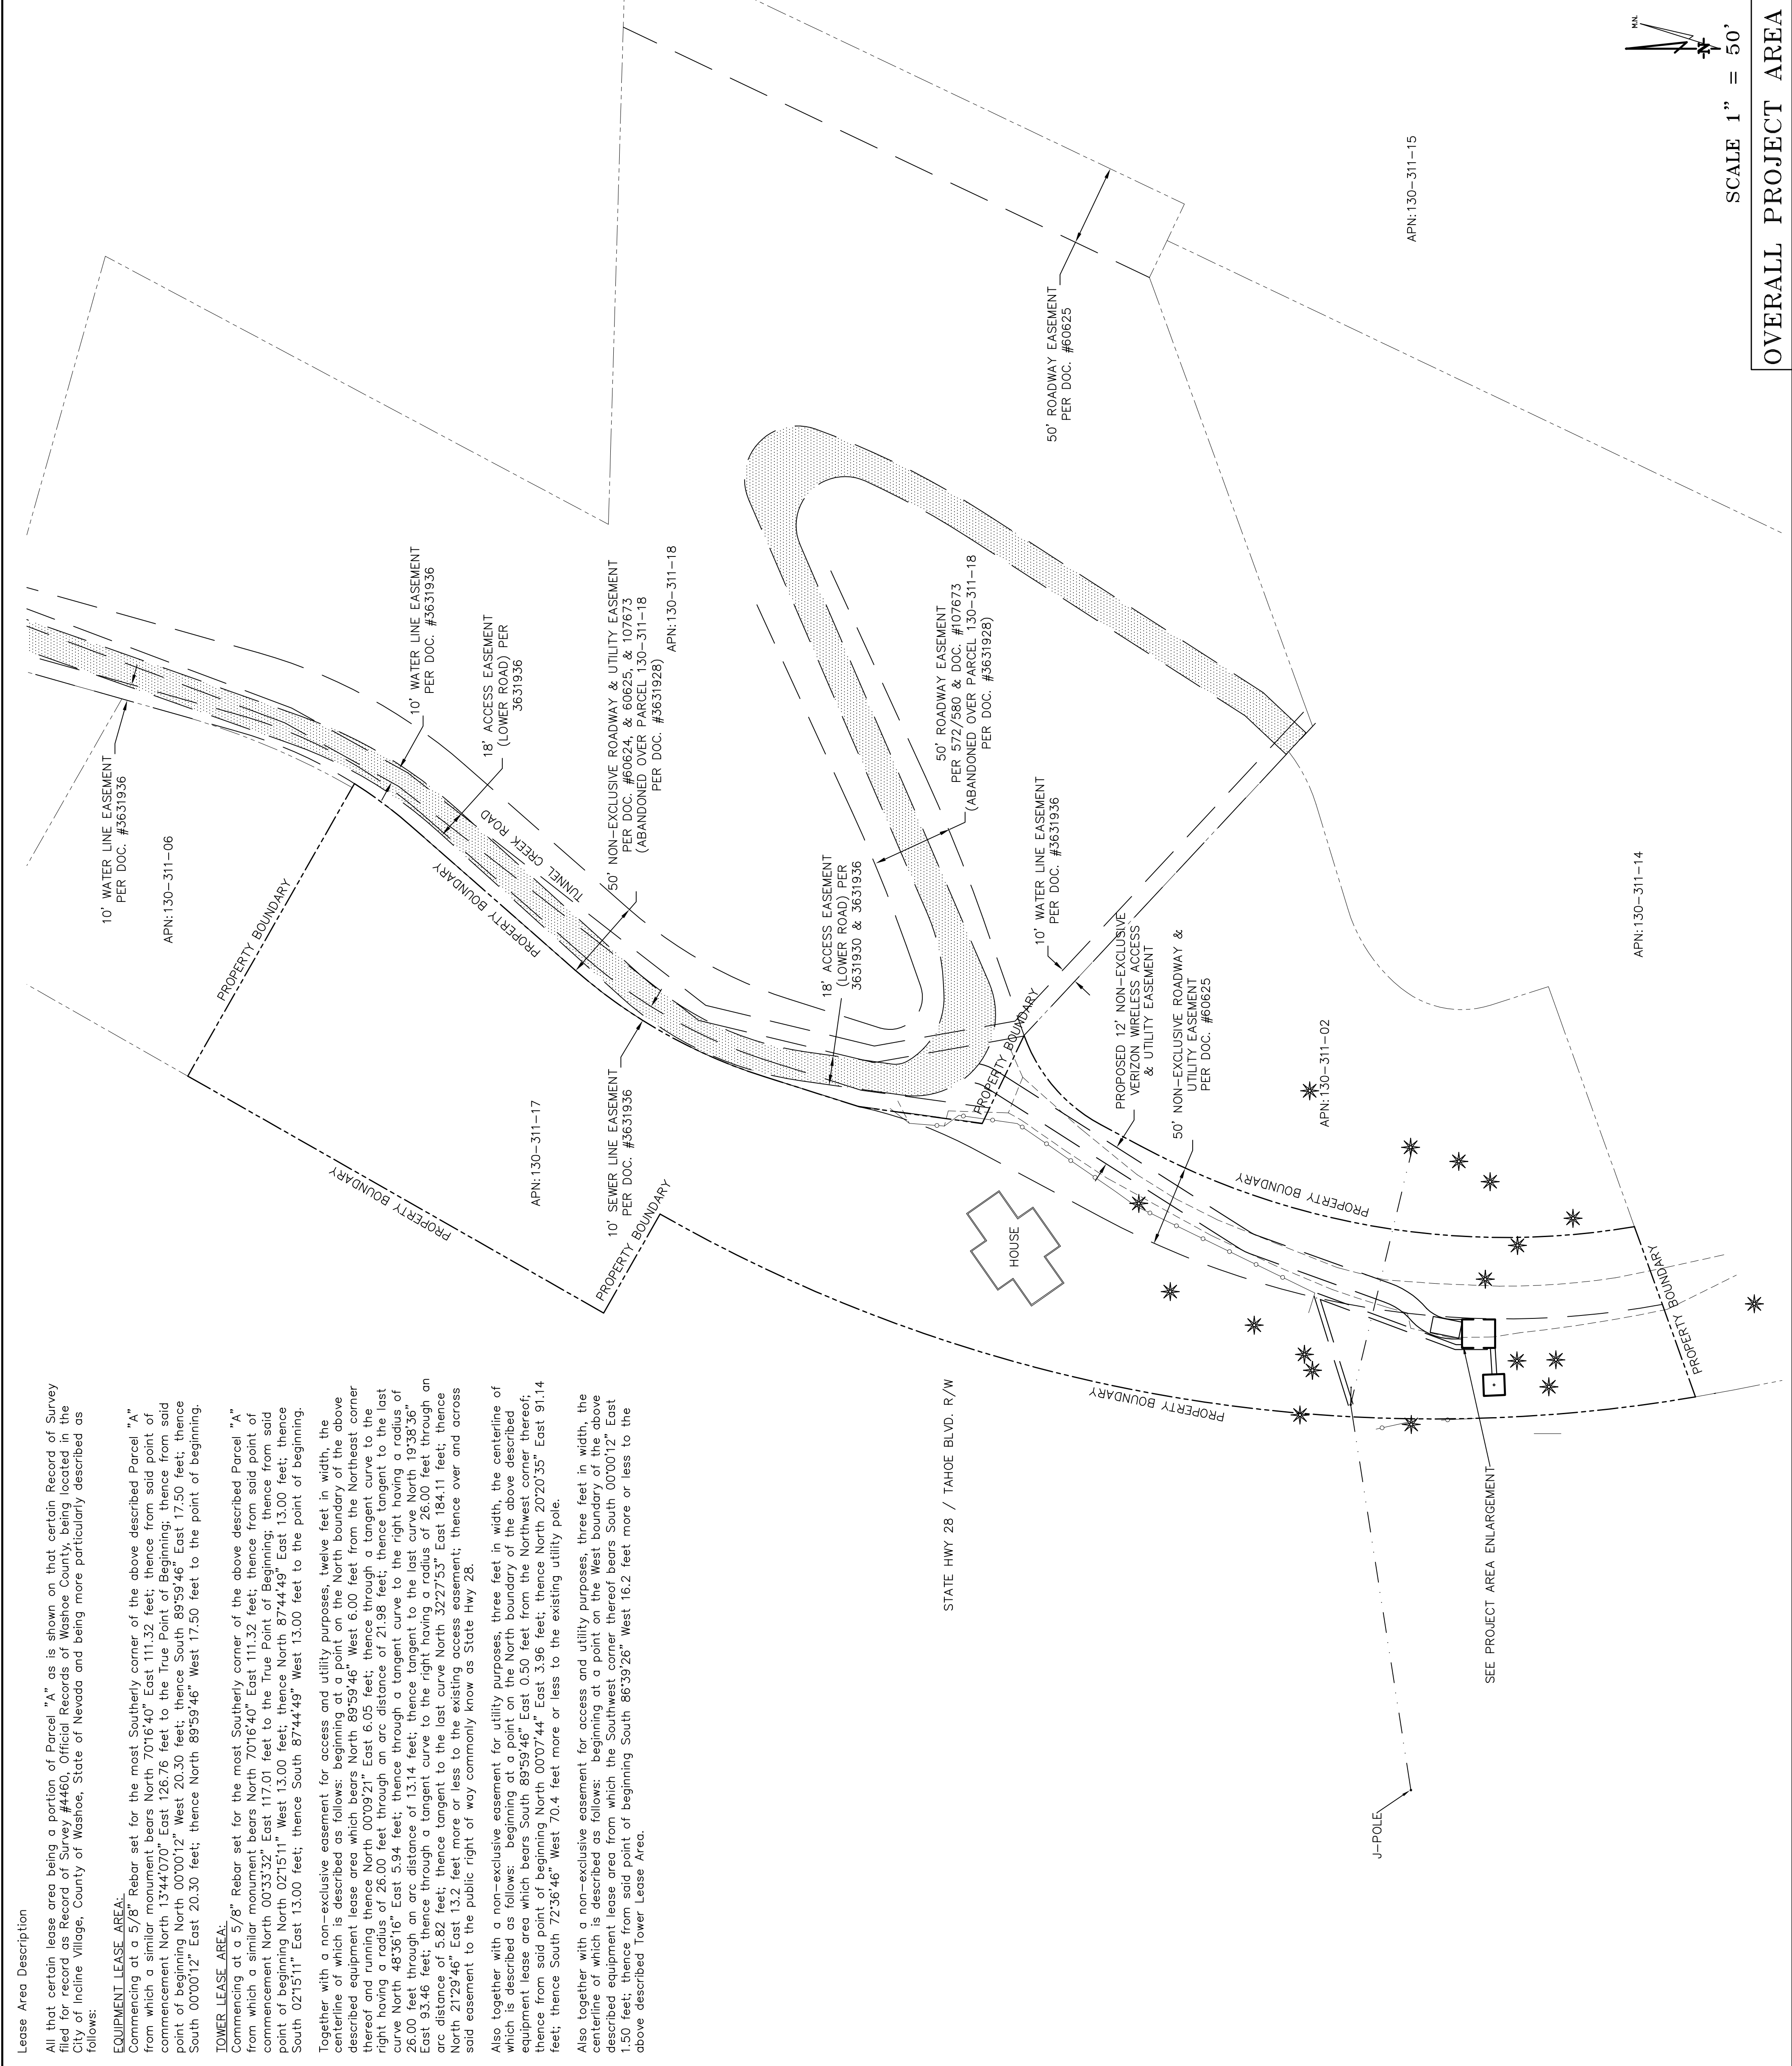 Lease Area Description
All that certain lease area being a portion of Parcel "A" as is shown on that certain Record of Survey
filed for record as Record of Survey #4460, Official Records of Washoe County, being located in the
City of Incline Village, County of Washoe, State of Nevada and being more particularly described as
follows:
EQUIPMENT LEASE AREA:
Commencing at a 5/8" Rebar set for the most Southerly corner of the above described Parcel "A"
from which a similar monument bears North 70°16'40" East 111.32 feet; thence from said point of
commencement North 13°44'070" East 126.76 feet to the True Point of Beginning; thence from said
point of beginning North 00°00'12" West 20.30 feet; thence South 89°59'46" East 17.50 feet; thence
South 00°00'12" East 20.30 feet; thence North 89°59'46" West 17.50 feet to the point of beginning.
TOWER LEASE AREA:
Commencing at a 5/8" Rebar set for the most Southerly corner of the above described Parcel "A"
from which a similar monument bears North 70°16'40" East 111.32 feet; thence from said point of
commencement North 00°33'32" East 117.01 feet to the True Point of Beginning; thence from said
point of beginning North 02°15'11" West 13.00 feet; thence North 87°44'49" East 13.00 feet; thence
South 02°15'11" East 13.00 feet; thence South 87°44'49" West 13.00 feet to the point of beginning.
Together with a non-exclusive easement for access and utility purposes, twelve feet in width, the
centerline of which is described as follows: beginning at a point on the North boundary of the above
described equipment lease area which bears North 89°59'46" West 6.00 feet from the Northeast corner
thereof and running thence North 00°09'21" East 6.05 feet; thence through a tangent curve to the
right having a radius of 26.00 feet through an arc distance of 21.98 feet; thence tangent to the last
curve North 48°36'16" East 5.94 feet; thence through a tangent curve to the right having a radius of
26.00 feet through an arc distance of 13.14 feet; thence tangent to the last curve North 19°38'36"
East 93.46 feet; thence through a tangent curve to the right having a radius of 26.00 feet through an
arc distance of 5.82 feet; thence tangent to the last curve North 32°27'53" East 184.11 feet; thence
North 21°29'46" East 13.2 feet more or less to the existing access easement; thence over and across
said easement to the public right of way commonly know as State Hwy 28.
Also together with a non-exclusive easement for utility purposes, three feet in width, the centerline of
which is described as follows: beginning at a point on the North boundary of the above described
equipment lease area which bears South 89°59'46" East 0.50 feet from the Northwest corner thereof;
thence from said point of beginning North 00°07'44" East 3.96 feet; thence North 20°20'35" East 91.14
feet; thence South 72°36'46" West 70.4 feet more or less to the existing utility pole.
Also together with a non-exclusive easement for access and utility purposes, three feet in width, the
centerline of which is described as follows: beginning at a point on the West boundary of the above
described equipment lease area from which the Southwest corner thereof bears South 00°00'12" East
1.50 feet; thence from said point of beginning South 86°39'26" West 16.2 feet more or less to the
above described Tower Lease Area.
10' WATER LINE EASEMENT
PER DOC. #3631936
APN:130-311-06
PROPERTY BOUNDARY
10' WATER LINE EASEMENT
PER DOC. #3631936
18' ACCESS EASEMENT
(LOWER ROAD) PER
3631936
TUNNEL CREEK ROAD
PROPERTY BOUNDARY
50' NON-EXCLUSIVE ROADWAY & UTILITY EASEMENT
PER DOC. #60624, & 60625, & 107673
(ABANDONED OVER PARCEL 130-311-18
PER DOC. #3631928)
APN:130-311-18
PROPERTY BOUNDARY
APN:130-311-17
10' SEWER LINE EASEMENT
PER DOC. #3631936
PROPERTY BOUNDARY
18' ACCESS EASEMENT
(LOWER ROAD) PER
3631930 & 3631936
50' ROADWAY EASEMENT
PER 572/580 & DOC. #107673
(ABANDONED OVER PARCEL 130-311-18
PER DOC. #3631928)
50' ROADWAY EASEMENT
PER DOC. #60625
10' WATER LINE EASEMENT
PER DOC. #3631936
PROPERTY BOUNDARY
PROPOSED 12' NON-EXCLUSIVE
VERIZON WIRELESS ACCESS
& UTILITY EASEMENT
50' NON-EXCLUSIVE ROADWAY &
UTILITY EASEMENT
PER DOC. #60625
HOUSE
STATE HWY 28 / TAHOE BLVD. R/W
PROPERTY BOUNDARY
PROPERTY BOUNDARY
APN:130-311-02
APN:130-311-15
APN:130-311-14
J-POLE
SEE PROJECT AREA ENLARGEMENT
PROPERTY BOUNDARY
M.N.
N
SCALE 1" = 50'
OVERALL PROJECT AREA